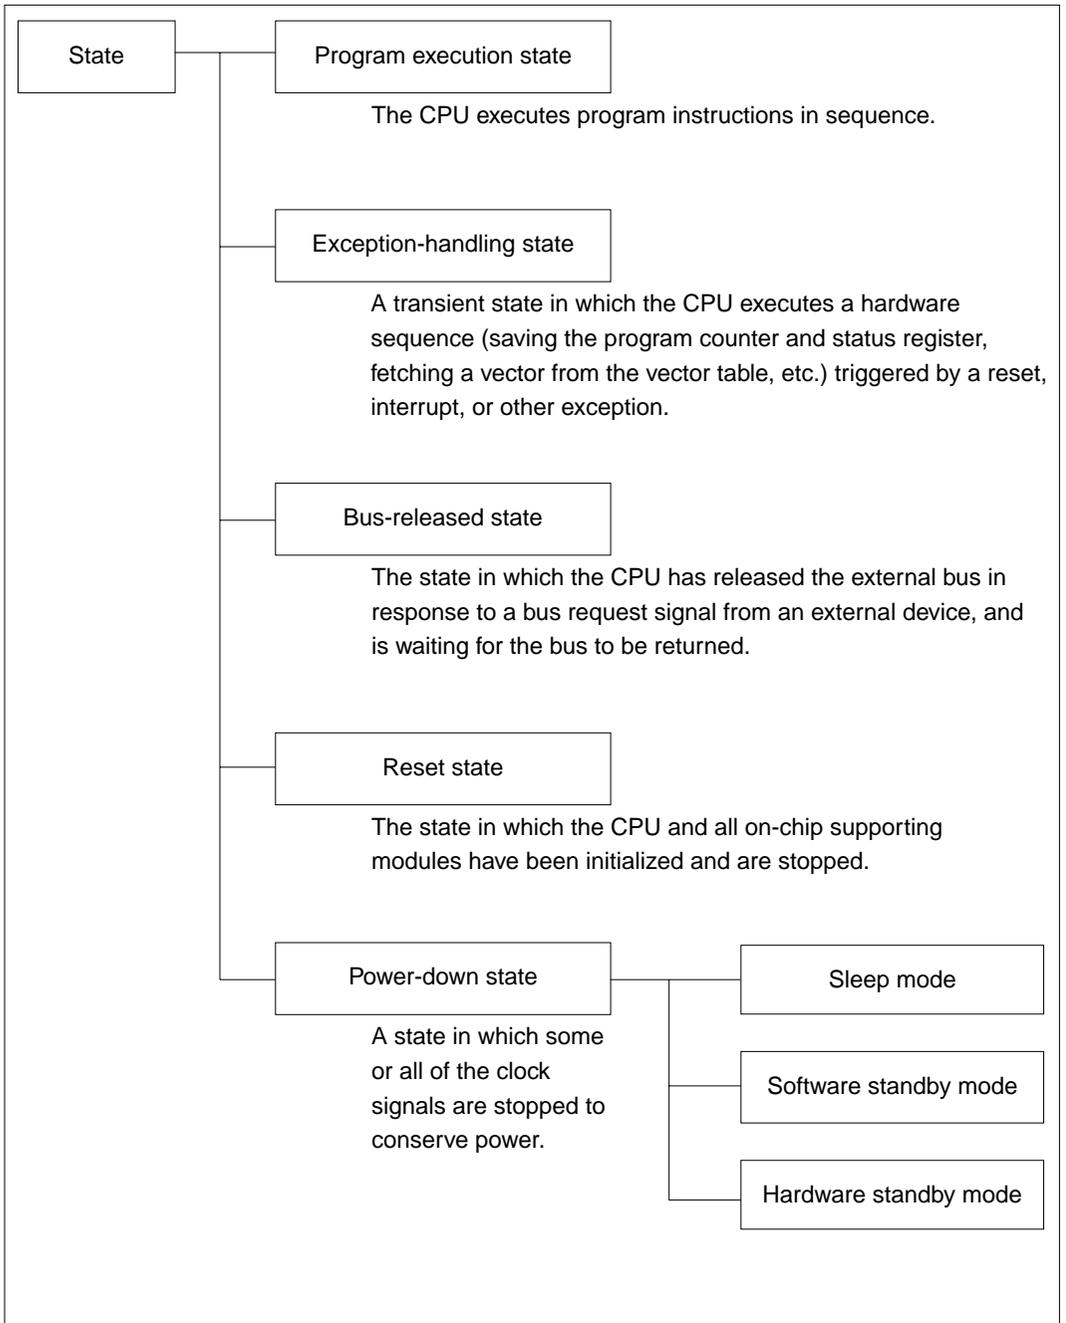 State
Program execution state
The CPU executes program instructions in sequence.
Exception-handling state
A transient state in which the CPU executes a hardware
sequence (saving the program counter and status register,
fetching a vector from the vector table, etc.) triggered by a reset,
interrupt, or other exception.
Bus-released state
The state in which the CPU has released the external bus in
response to a bus request signal from an external device, and
is waiting for the bus to be returned.
Reset state
The state in which the CPU and all on-chip supporting
modules have been initialized and are stopped.
Power-down state
A state in which some
or all of the clock
signals are stopped to
conserve power.
Sleep mode
Software standby mode
Hardware standby mode